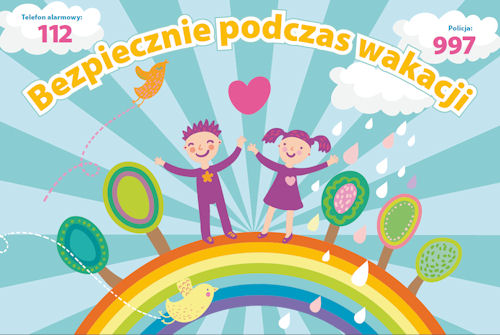 Telefon alarmowy:
112
Policja:
997
Bezpiecznie podczas wakacji